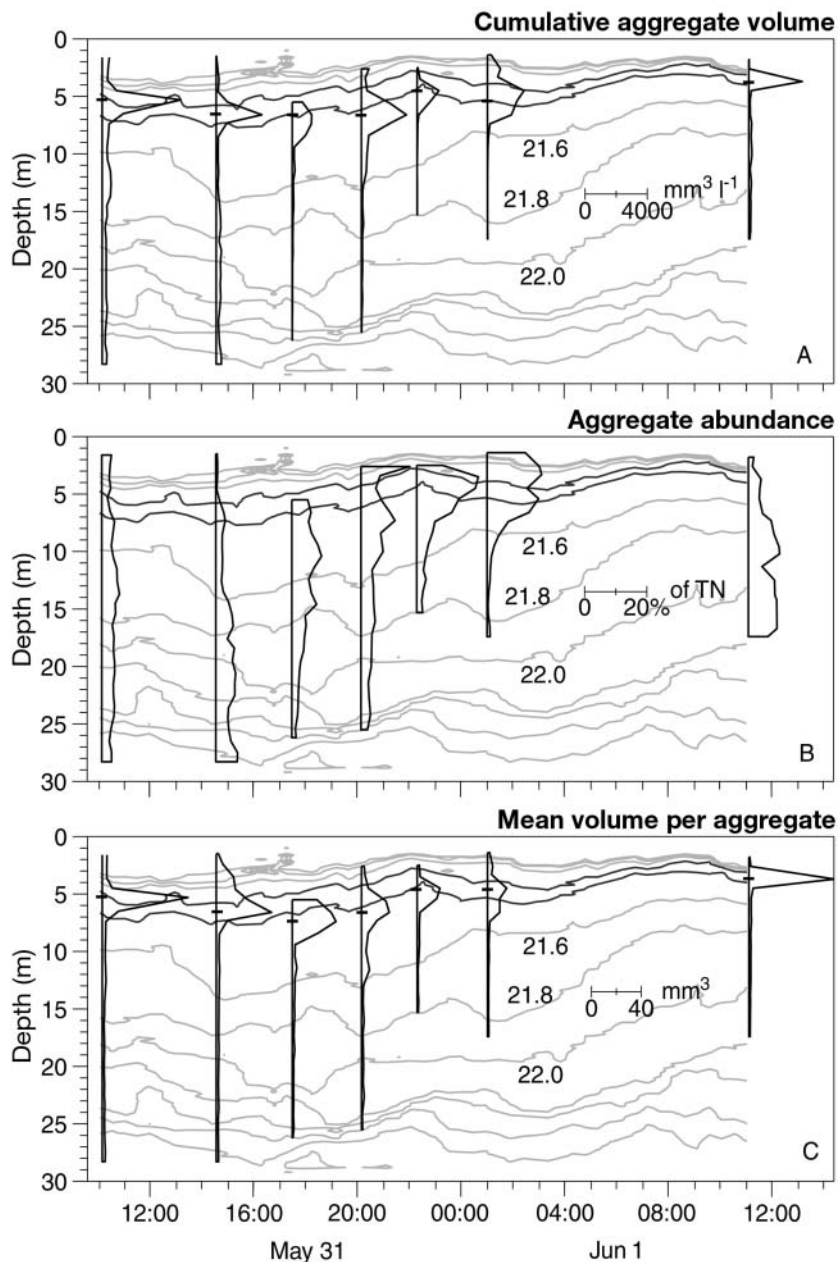 Cumulative aggregate volume
0
5
10
15
20
25
30
Depth (m)
21.6
21.8
22.0
mm³ l⁻¹
0 4000
A
Aggregate abundance
0
5
10
15
20
25
30
Depth (m)
21.6
21.8
22.0
of TN
0 20%
B
Mean volume per aggregate
0
5
10
15
20
25
30
Depth (m)
21.6
21.8
22.0
mm³
0 40
C
12:00 16:00 20:00 00:00 04:00 08:00 12:00
May 31 Jun 1